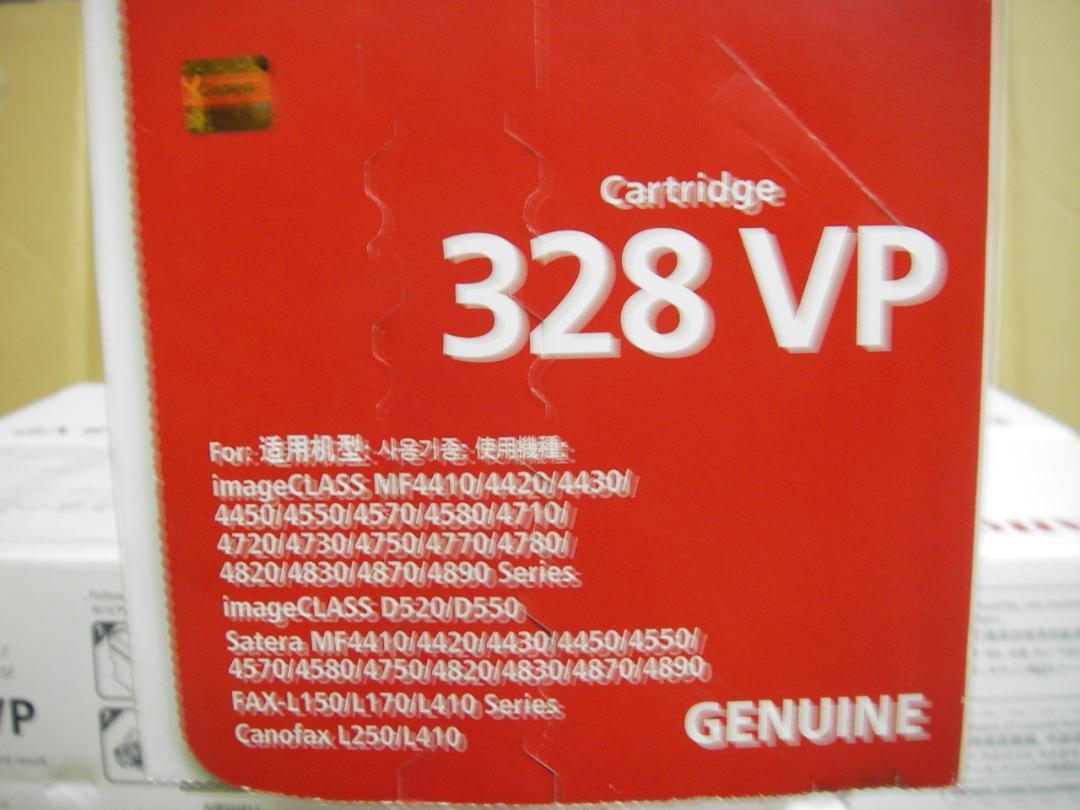 Canon
Cartridge
328 VP
For: 适用机型: 사용기종: 使用機種:
imageCLASS MF4410/4420/4430/
4450/4550/4570/4580/4710/
4720/4730/4750/4770/4780/
4820/4830/4870/4890 Series
imageCLASS D520/D550
Satera MF4410/4420/4430/4450/4550/
4570/4580/4750/4820/4830/4870/4890
FAX-L150/L170/L410 Series
Canofax L250/L410
GENUINE
VP